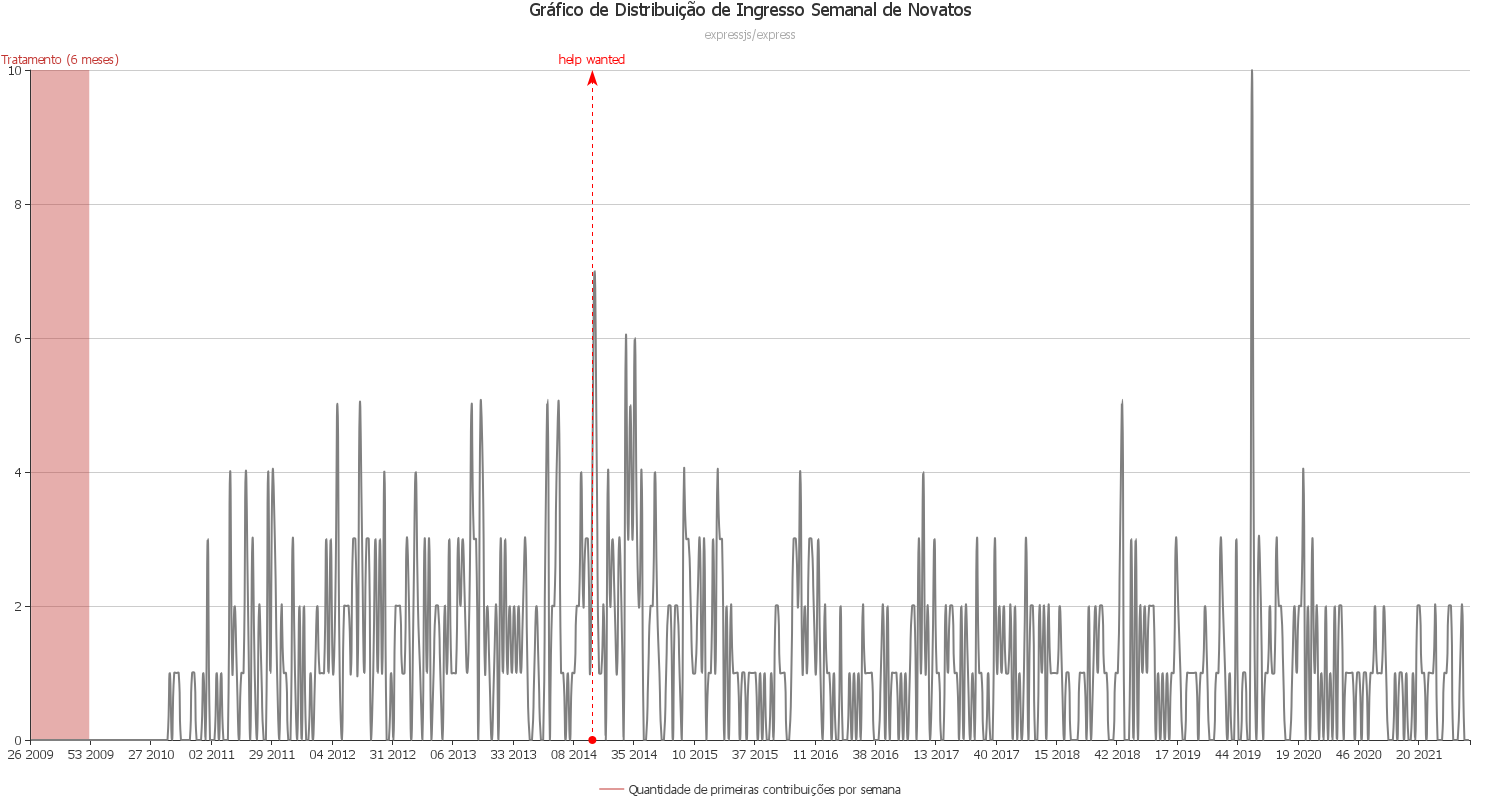 Gráfico de Distribuição de Ingresso Semanal de Novatos
expressjs/express
Tratamento (6 meses)
help wanted
10
8
6
4
2
0
26 2009 53 2009 27 2010 02 2011 29 2011 04 2012 31 2012 06 2013 33 2013 08 2014 35 2014 10 2015 37 2015 11 2016 38 2016 13 2017 40 2017 15 2018 42 2018 17 2019 44 2019 19 2020 46 2020 20 2021
Quantidade de primeiras contribuições por semana